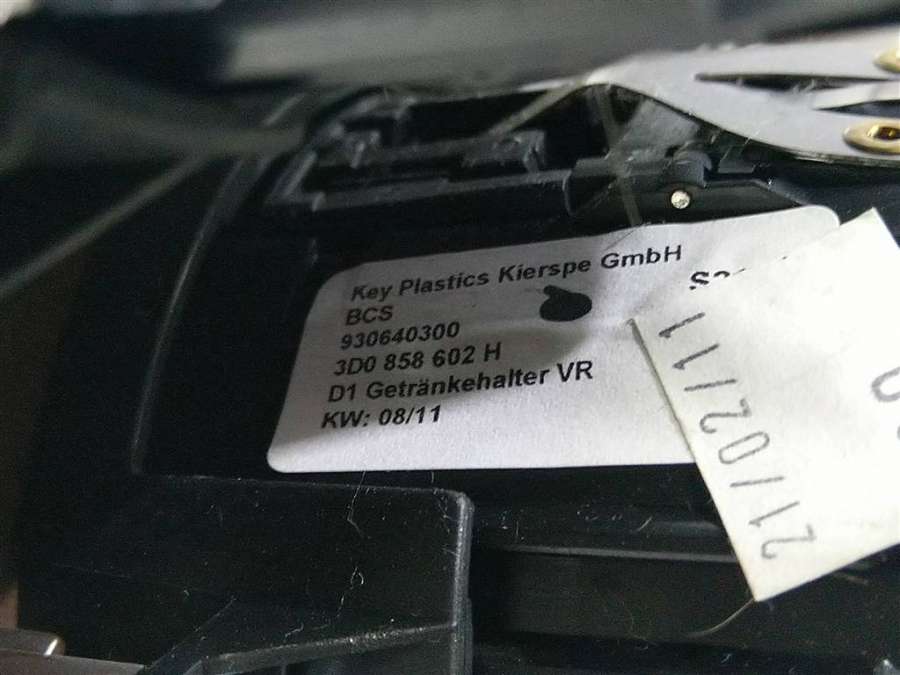 Key Plastics Kierspe GmbH
BCS
930640300
3D0 858 602 H
D1 Getränkehalter VR
KW: 08/11
21/02/11